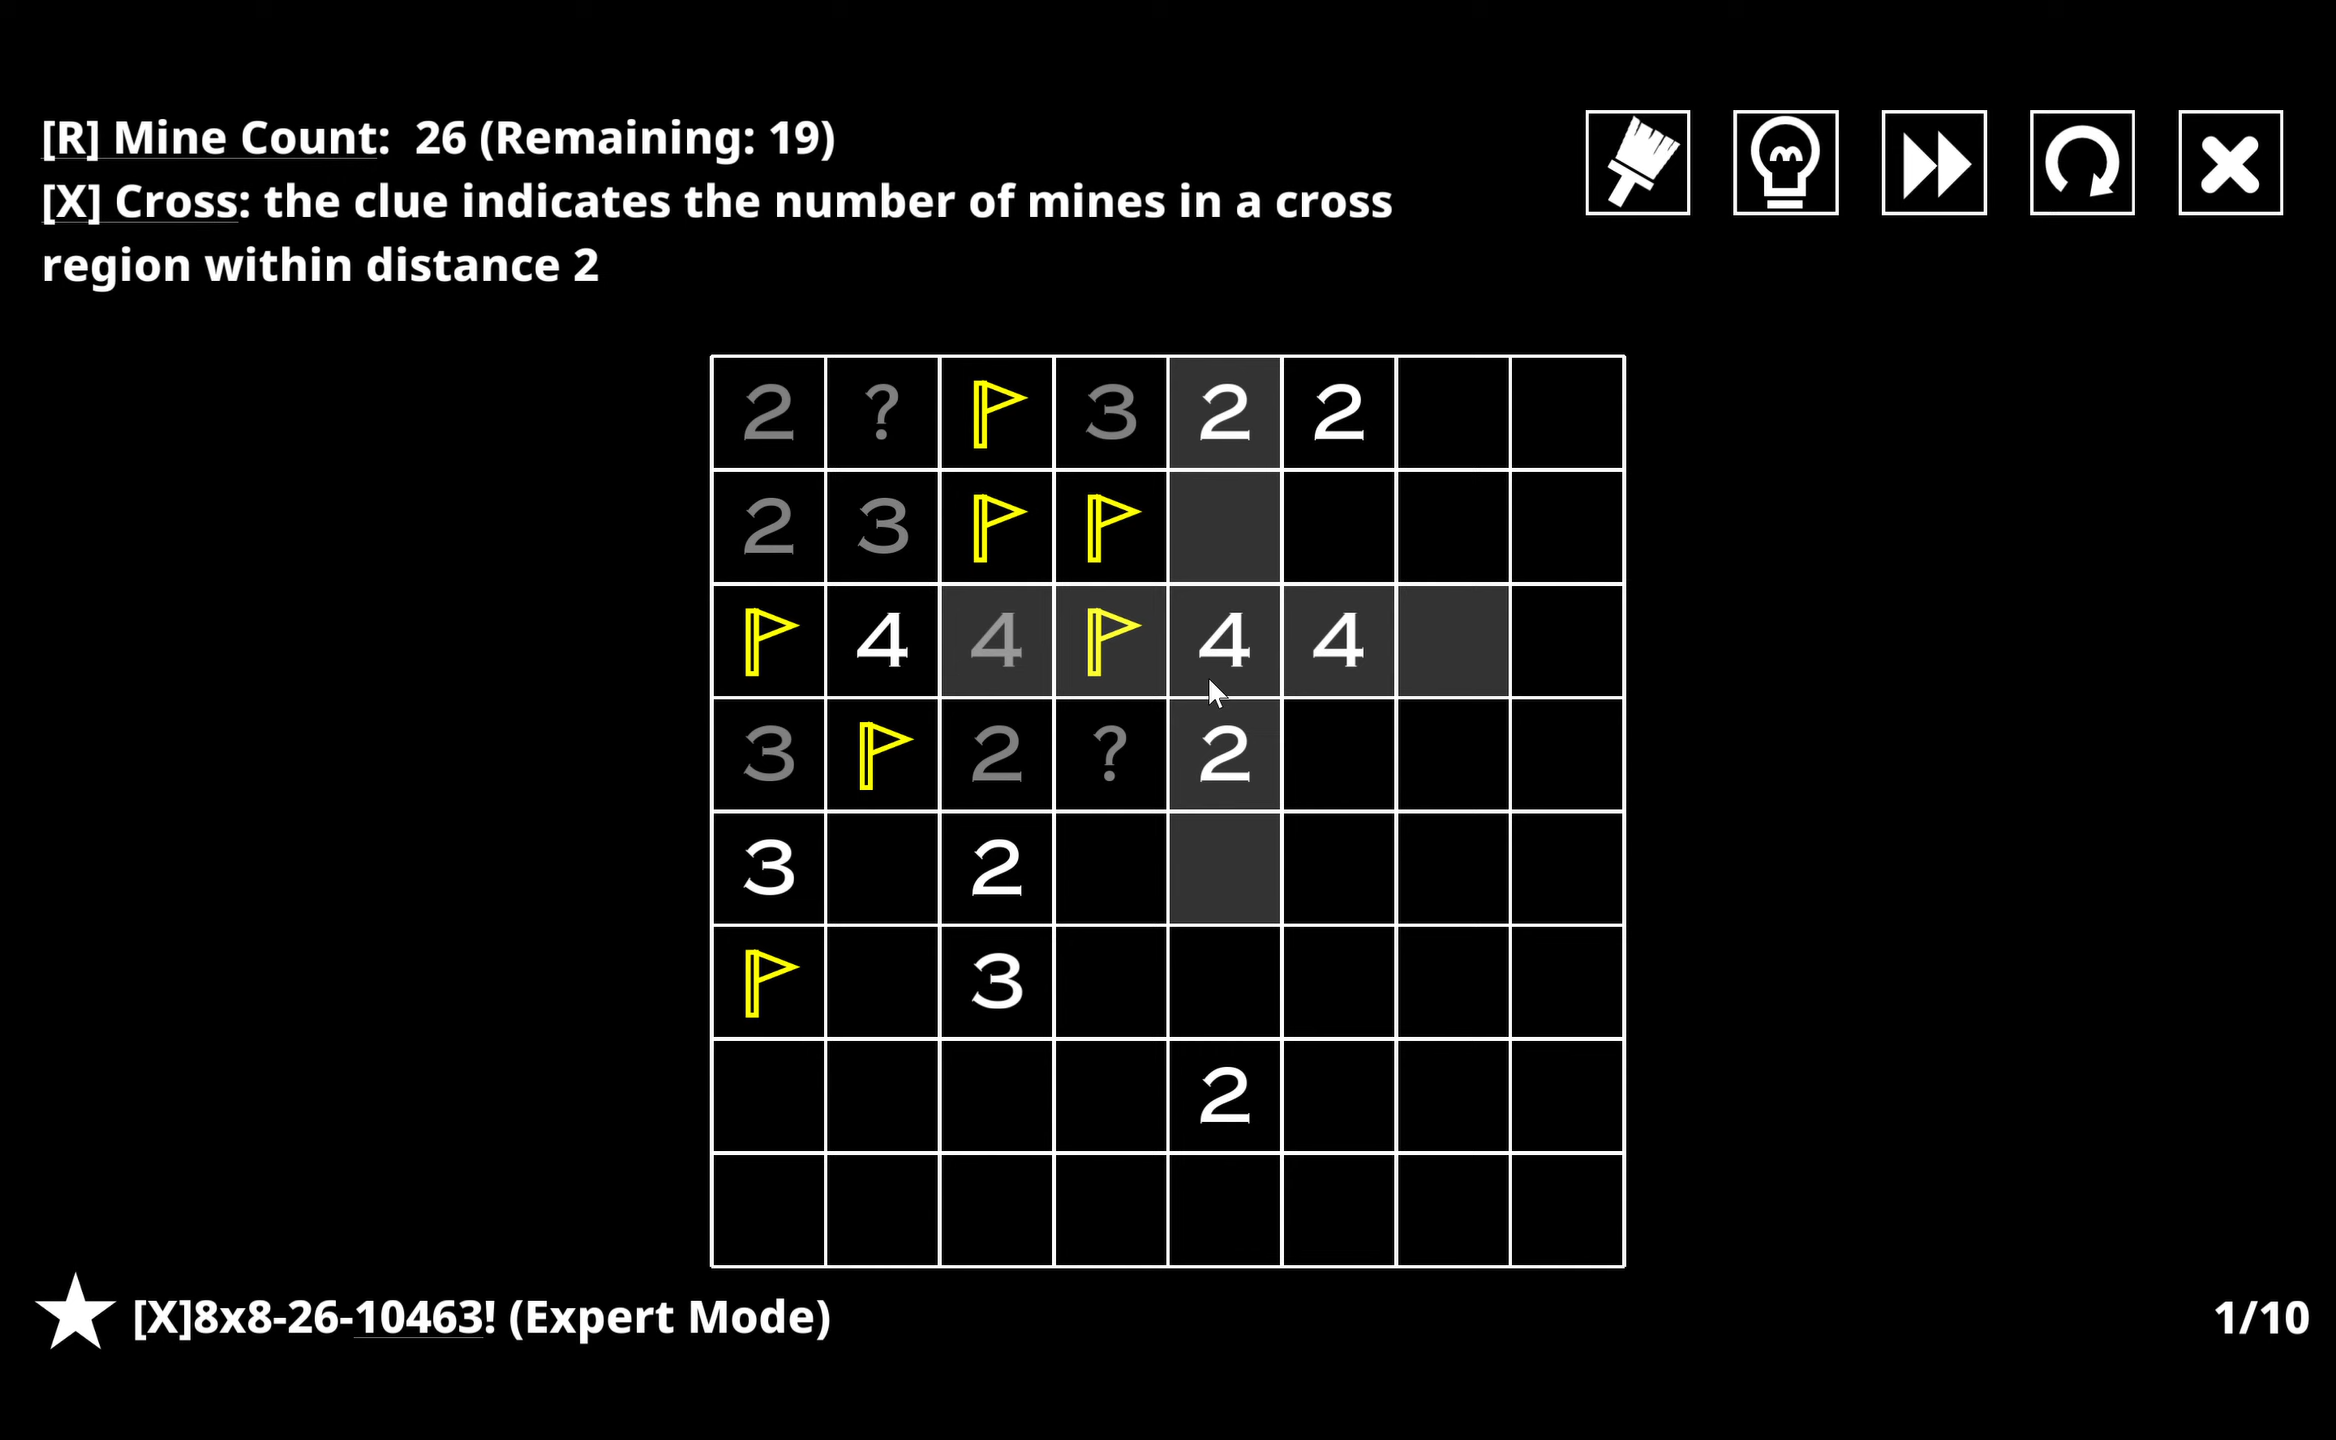 [R] Mine Count: 26 (Remaining: 19)
[X] Cross: the clue indicates the number of mines in a cross
region within distance 2
2 ? 3 2 2
2 3
4 4 4 4
3 2 ? 2
3 2
3
2
[X]8x8-26-10463! (Expert Mode)
1/10